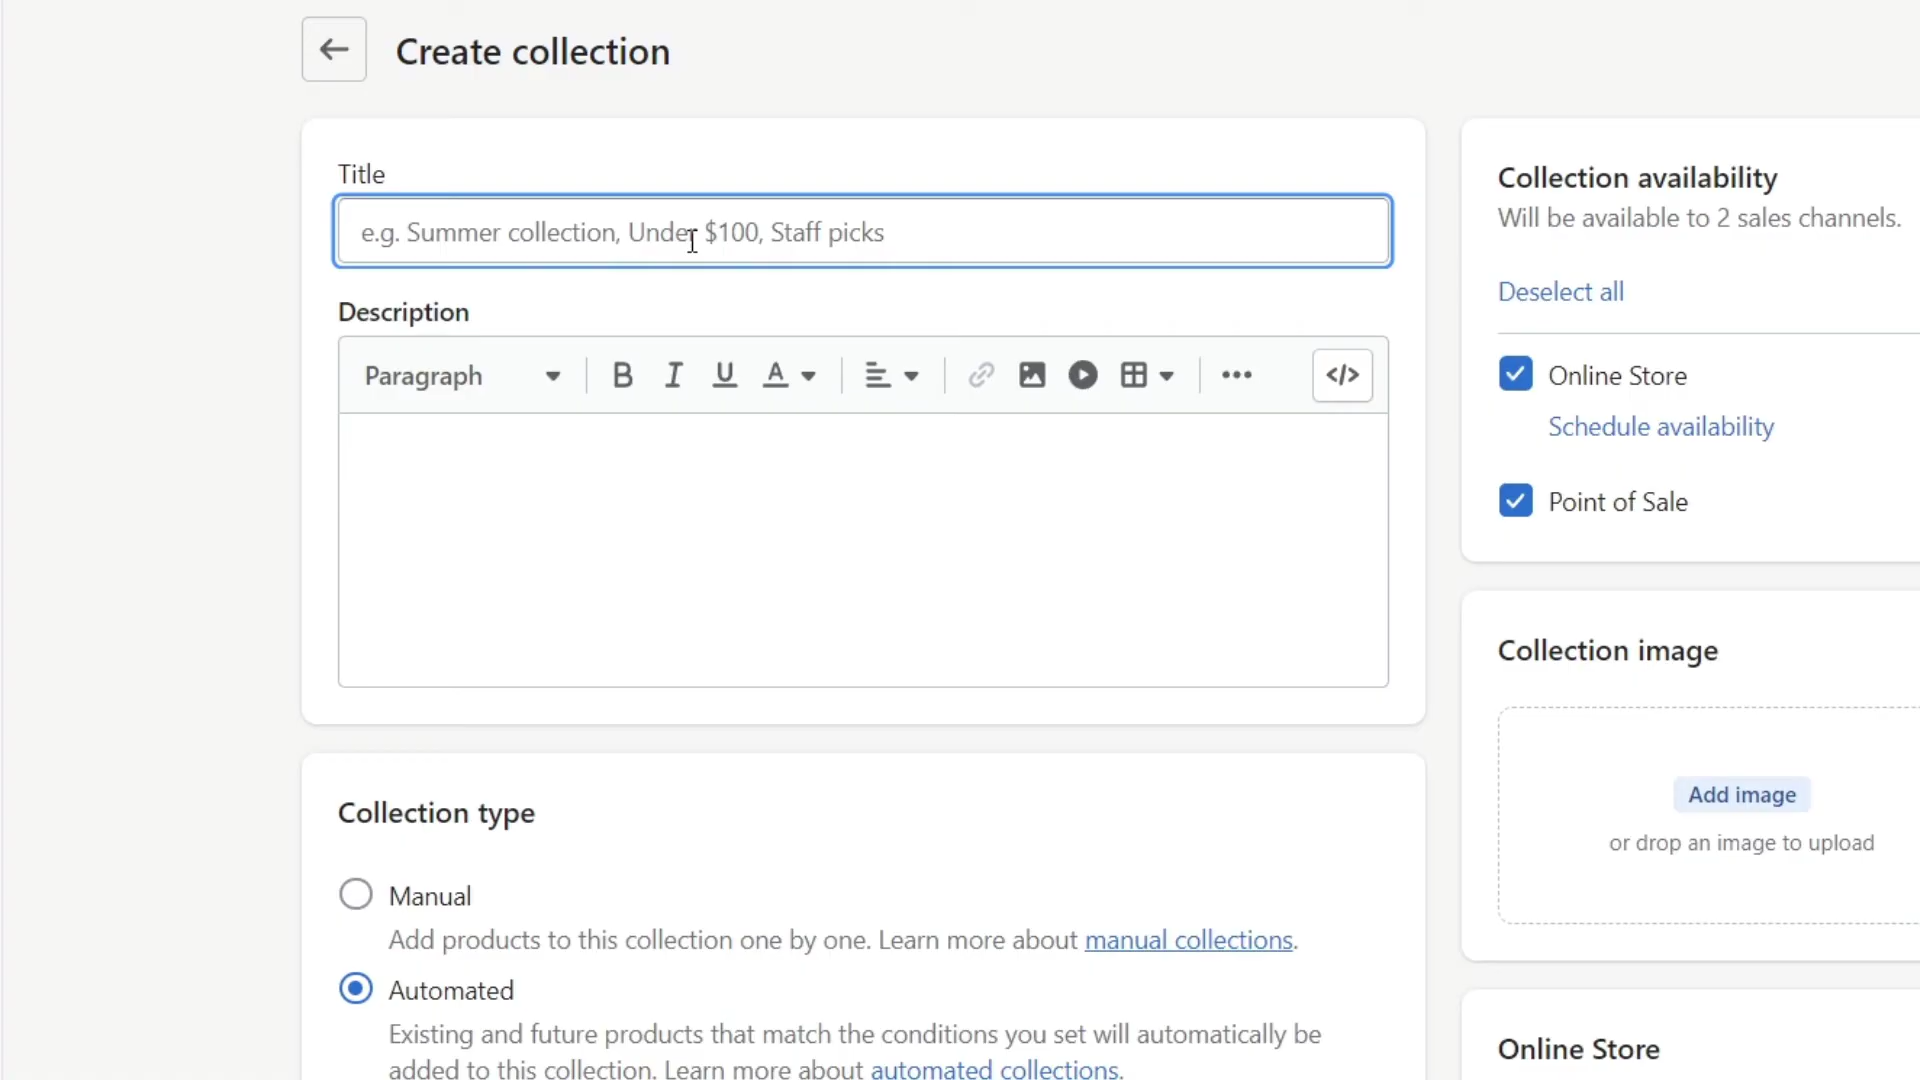 Create collection
Title
e.g. Summer collection, Under $100, Staff picks
Description
Paragraph
B I U A
</>
Collection type
Manual
Add products to this collection one by one. Learn more about manual collections.
Automated
Existing and future products that match the conditions you set will automatically be
added to this collection. Learn more about automated collections.
Collection availability
Will be available to 2 sales channels.
Deselect all
Online Store
Schedule availability
Point of Sale
Collection image
Add image
or drop an image to upload
Online Store